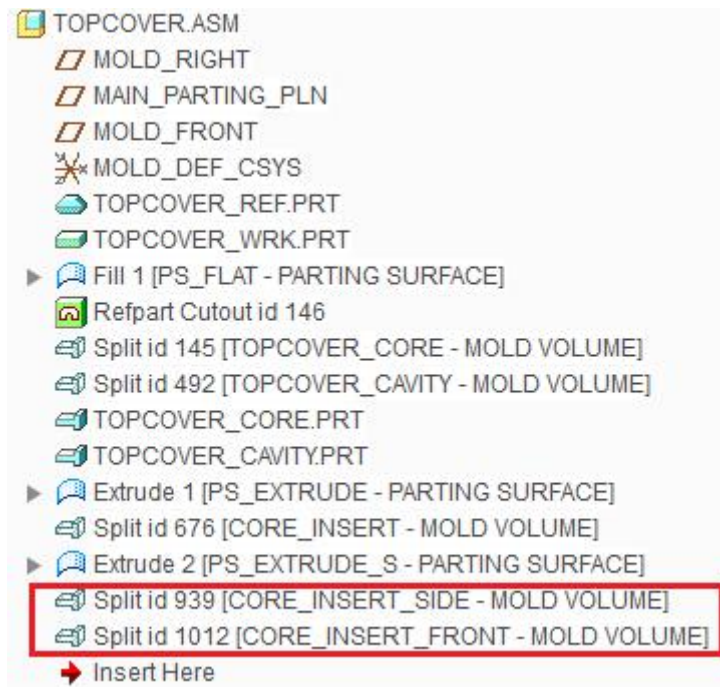 TOPCOVER.ASM
MOLD_RIGHT
MAIN_PARTING_PLN
MOLD_FRONT
MOLD_DEF_CSYS
TOPCOVER_REF.PRT
TOPCOVER_WRK.PRT
Fill 1 [PS_FLAT - PARTING SURFACE]
Refpart Cutout id 146
Split id 145 [TOPCOVER_CORE - MOLD VOLUME]
Split id 492 [TOPCOVER_CAVITY - MOLD VOLUME]
TOPCOVER_CORE.PRT
TOPCOVER_CAVITY.PRT
Extrude 1 [PS_EXTRUDE - PARTING SURFACE]
Split id 676 [CORE_INSERT - MOLD VOLUME]
Extrude 2 [PS_EXTRUDE_S - PARTING SURFACE]
Split id 939 [CORE_INSERT_SIDE - MOLD VOLUME]
Split id 1012 [CORE_INSERT_FRONT - MOLD VOLUME]
Insert Here